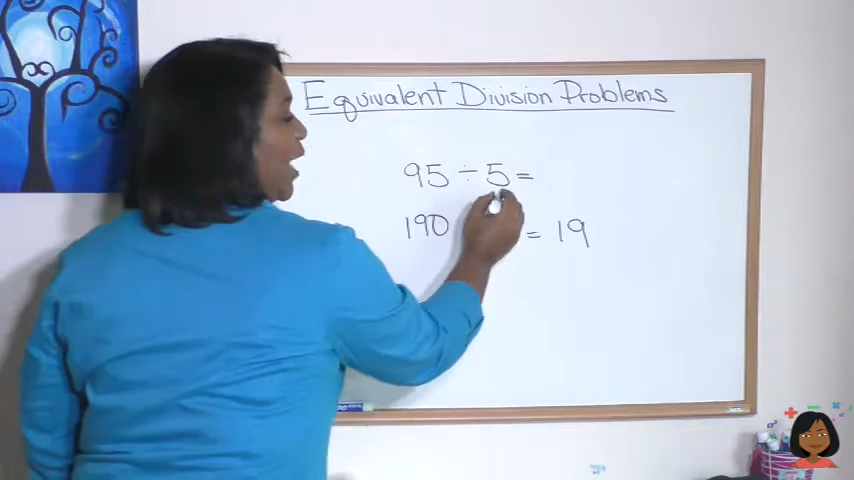 Equivalent Division Problems
95 ÷ 5 =
190 = 19